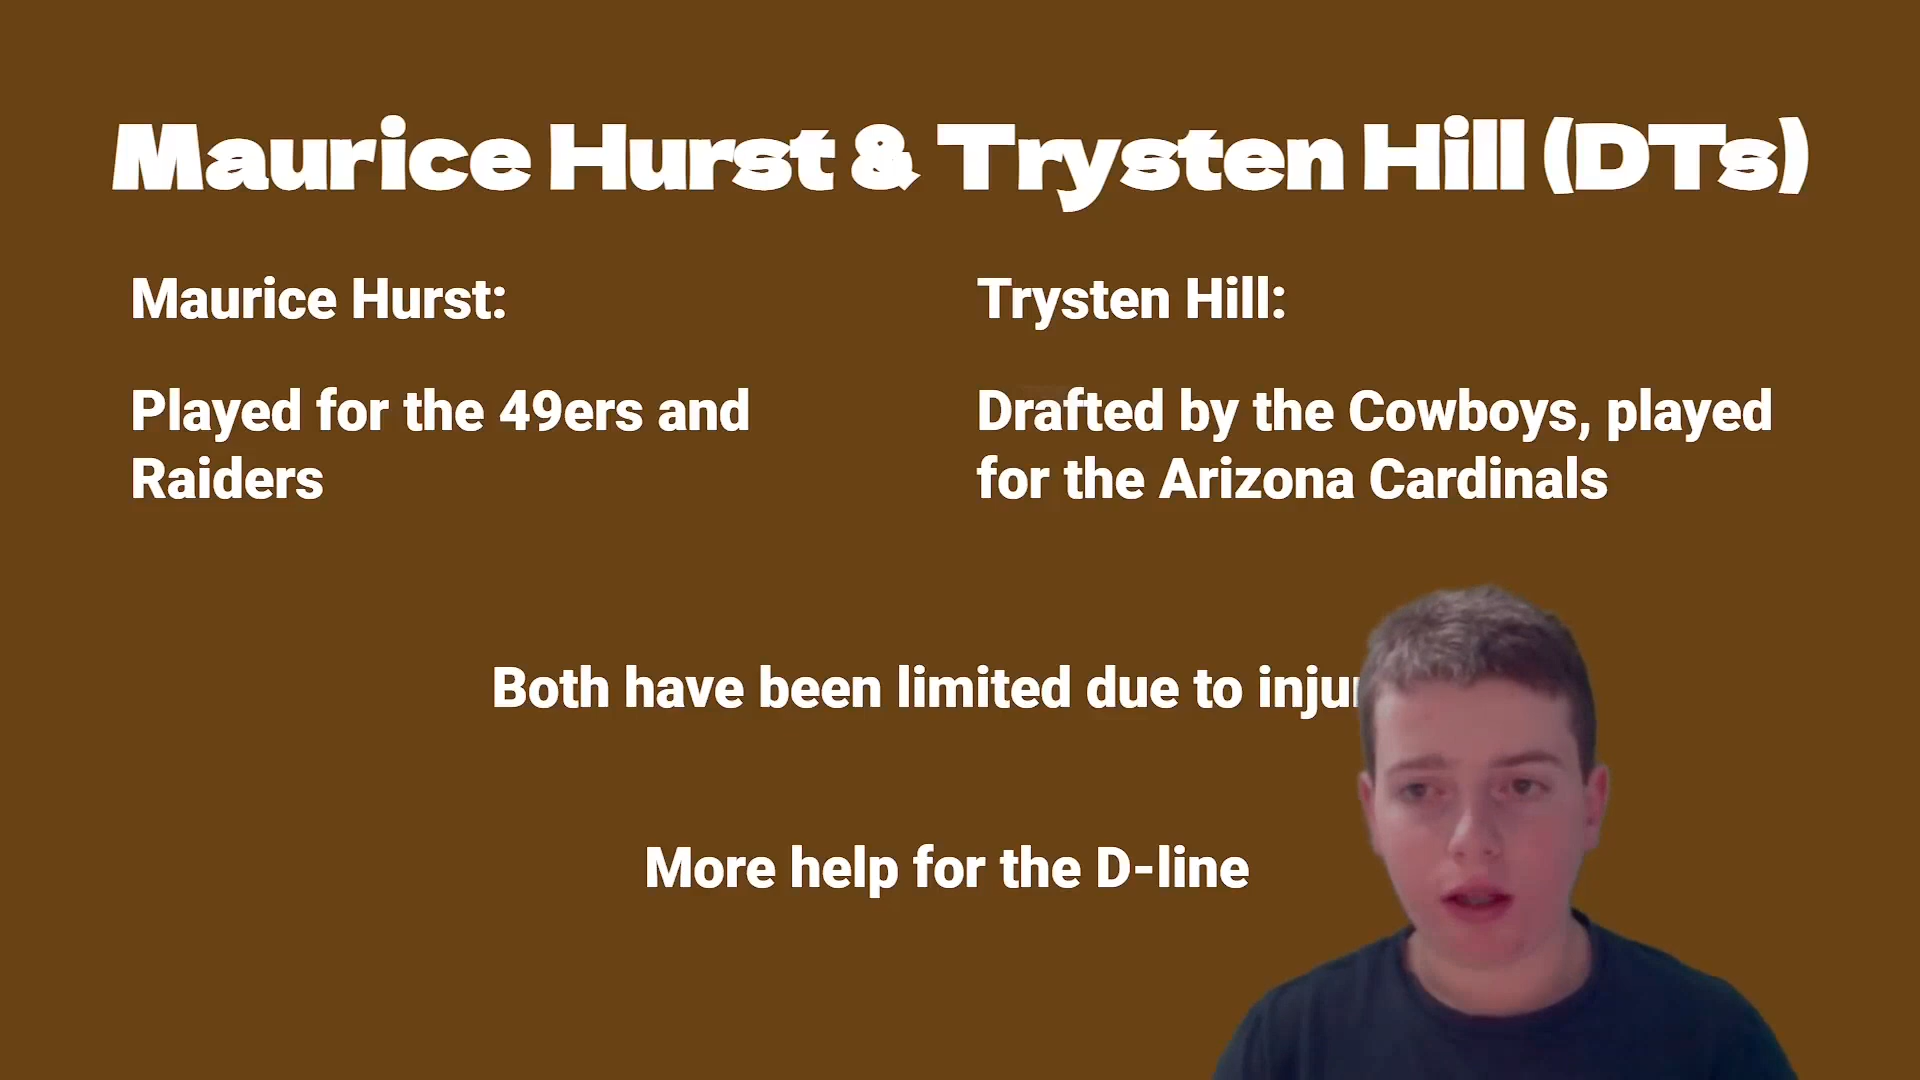 Maurice Hurst & Trysten Hill (DTs)
Maurice Hurst:
Played for the 49ers and
Raiders
Trysten Hill:
Drafted by the Cowboys, played
for the Arizona Cardinals
Both have been limited due to
More help for the D-line